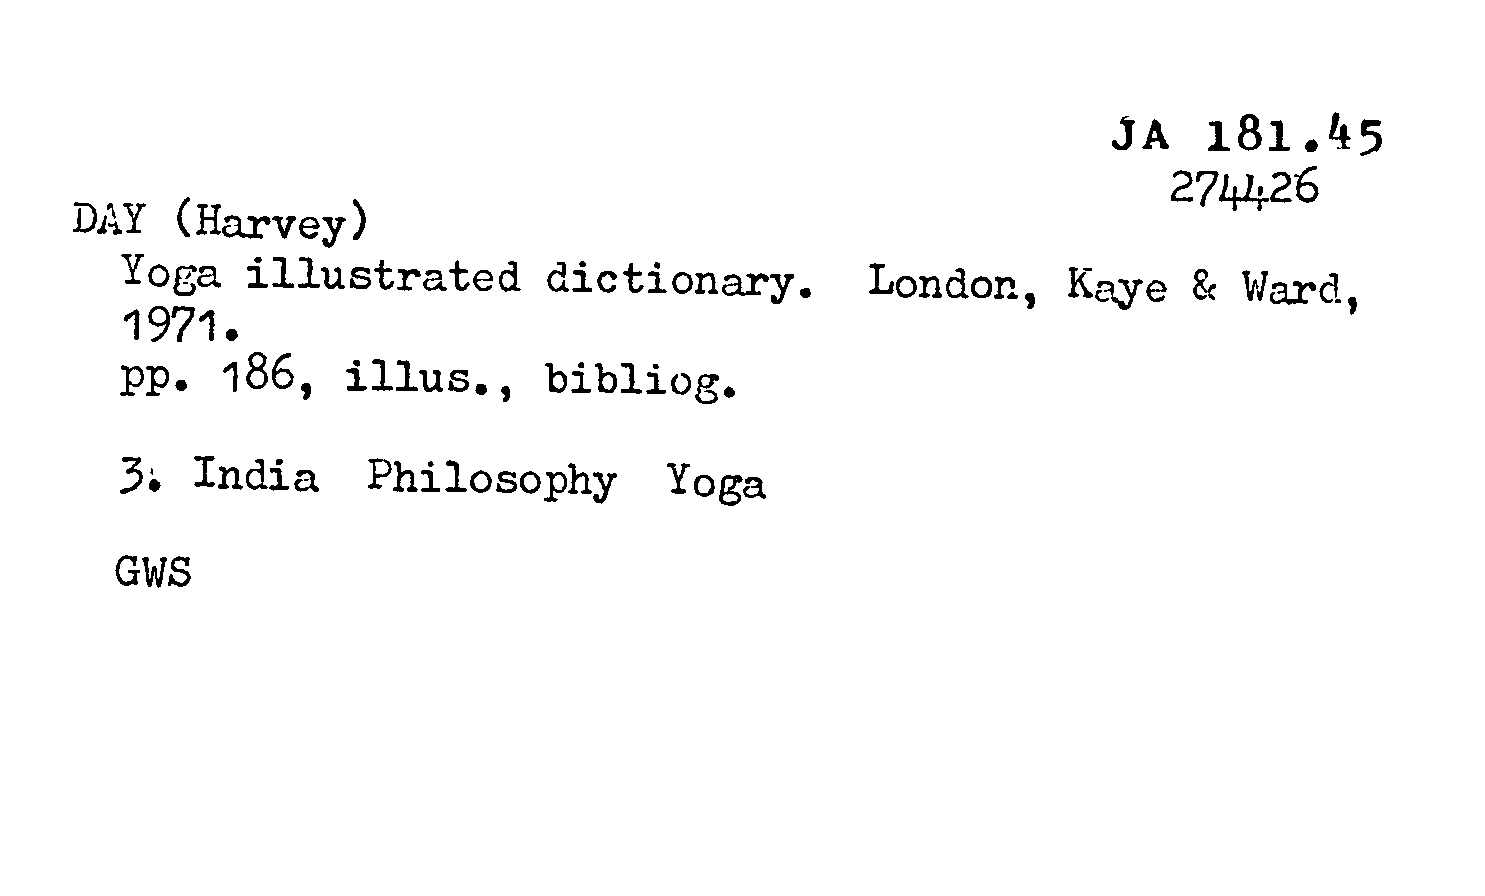 JA 181.45
274426
DAY (Harvey)
Yoga illustrated dictionary. London, Kaye & Ward,
1971.
pp. 186, illus., bibliog.
3. India Philosophy Yoga
GWS